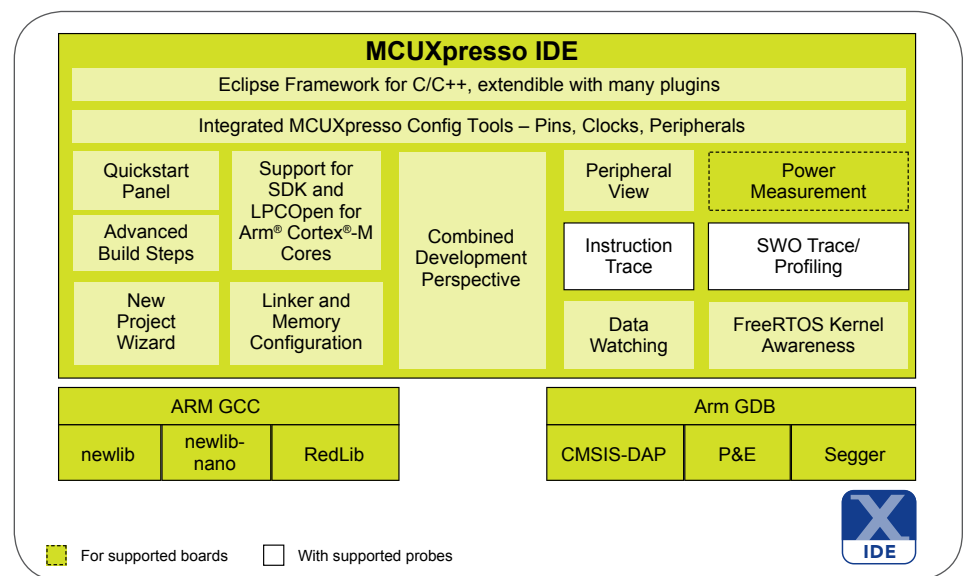 MCUXpresso IDE
Eclipse Framework for C/C++, extendible with many plugins
Integrated MCUXpresso Config Tools – Pins, Clocks, Peripherals
Quickstart
Panel
Advanced
Build Steps
New
Project
Wizard
Support for
SDK and
LPCOpen for
Arm® Cortex®-M
Cores
Linker and
Memory
Configuration
Combined
Development
Perspective
Peripheral
View
Instruction
Trace
Data
Watching
Power
Measurement
SWO Trace/
Profiling
FreeRTOS Kernel
Awareness
ARM GCC
newlib
newlib-
nano
RedLib
Arm GDB
CMSIS-DAP
P&E
Segger
X
IDE
For supported boards
With supported probes